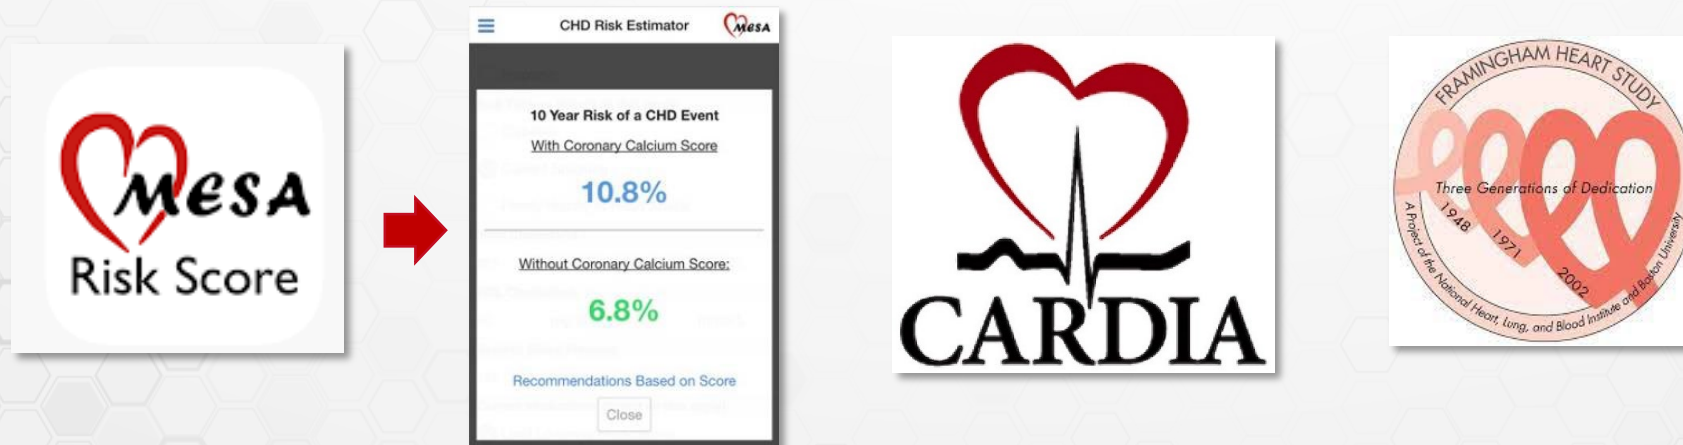 MESA
Risk Score
CHD Risk Estimator
MESA
10 Year Risk of a CHD Event
With Coronary Calcium Score
10.8%
Without Coronary Calcium Score:
6.8%
Recommendations Based on Score
Close
CARDIA
FRAMINGHAM HEART STUDY
Three Generations of Dedication
1948
1971
2002
A Project of the National Heart, Lung, and Blood Institute and Boston University